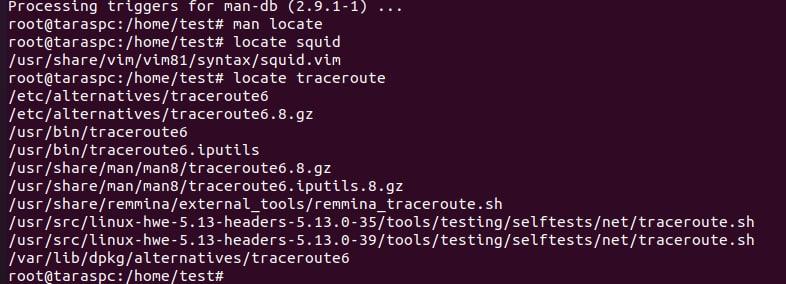 Processing triggers for man-db (2.9.1-1) ...
root@taraspc:/home/test# man locate
root@taraspc:/home/test# locate squid
/usr/share/vim/vim81/syntax/squid.vim
root@taraspc:/home/test# locate traceroute
/etc/alternatives/traceroute6
/etc/alternatives/traceroute6.8.gz
/usr/bin/traceroute6
/usr/bin/traceroute6.iputils
/usr/share/man/man8/traceroute6.8.gz
/usr/share/man/man8/traceroute6.iputils.8.gz
/usr/share/remmina/external_tools/remmina_traceroute.sh
/usr/src/linux-hwe-5.13-headers-5.13.0-35/tools/testing/selftests/net/traceroute.sh
/usr/src/linux-hwe-5.13-headers-5.13.0-39/tools/testing/selftests/net/traceroute.sh
/var/lib/dpkg/alternatives/traceroute6
root@taraspc:/home/test#